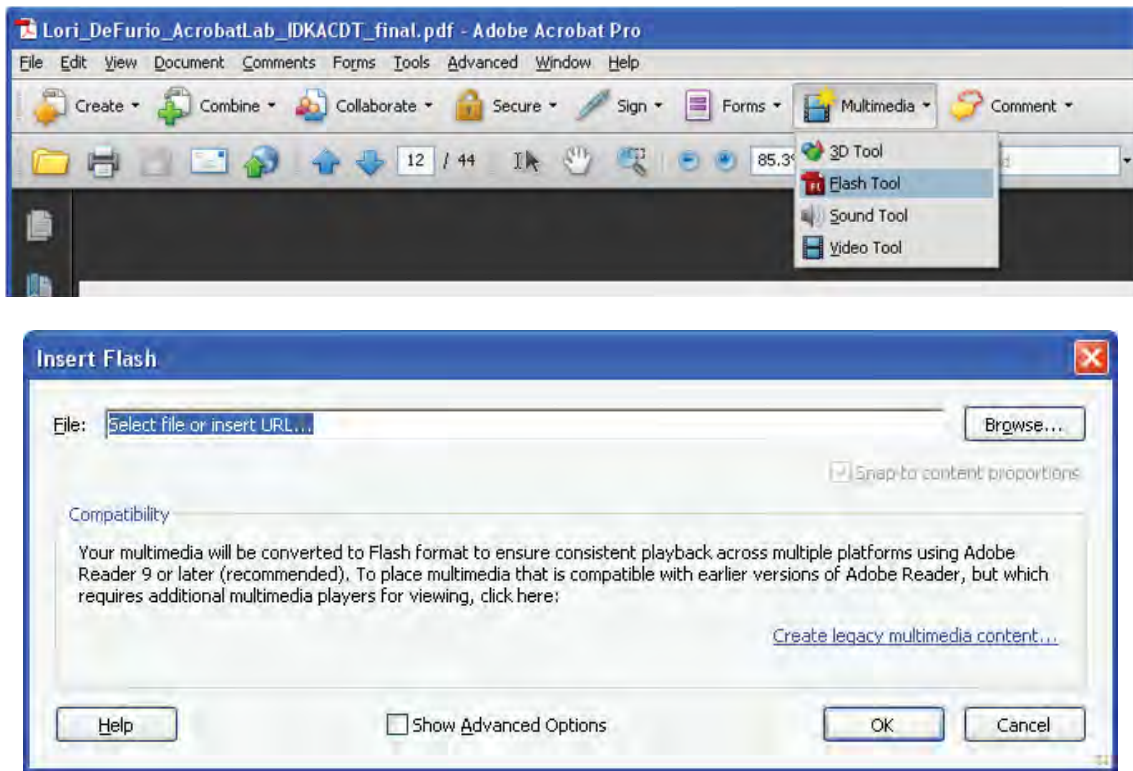 Lori_DeFurio_AcrobatLab_IDKACDT_final.pdf - Adobe Acrobat Pro
File Edit View Document Comments Forms Tools Advanced Window Help
Create Combine Collaborate Secure Sign Forms Multimedia Comment
12 / 44 85.3%
3D Tool
Flash Tool
Sound Tool
Video Tool
Insert Flash
File: Select file or insert URL... Browse...
Snap to content proportions
Compatibility
Your multimedia will be converted to Flash format to ensure consistent playback across multiple platforms using Adobe
Reader 9 or later (recommended). To place multimedia that is compatible with earlier versions of Adobe Reader, but which
requires additional multimedia players for viewing, click here:
Create legacy multimedia content...
Help Show Advanced Options OK Cancel